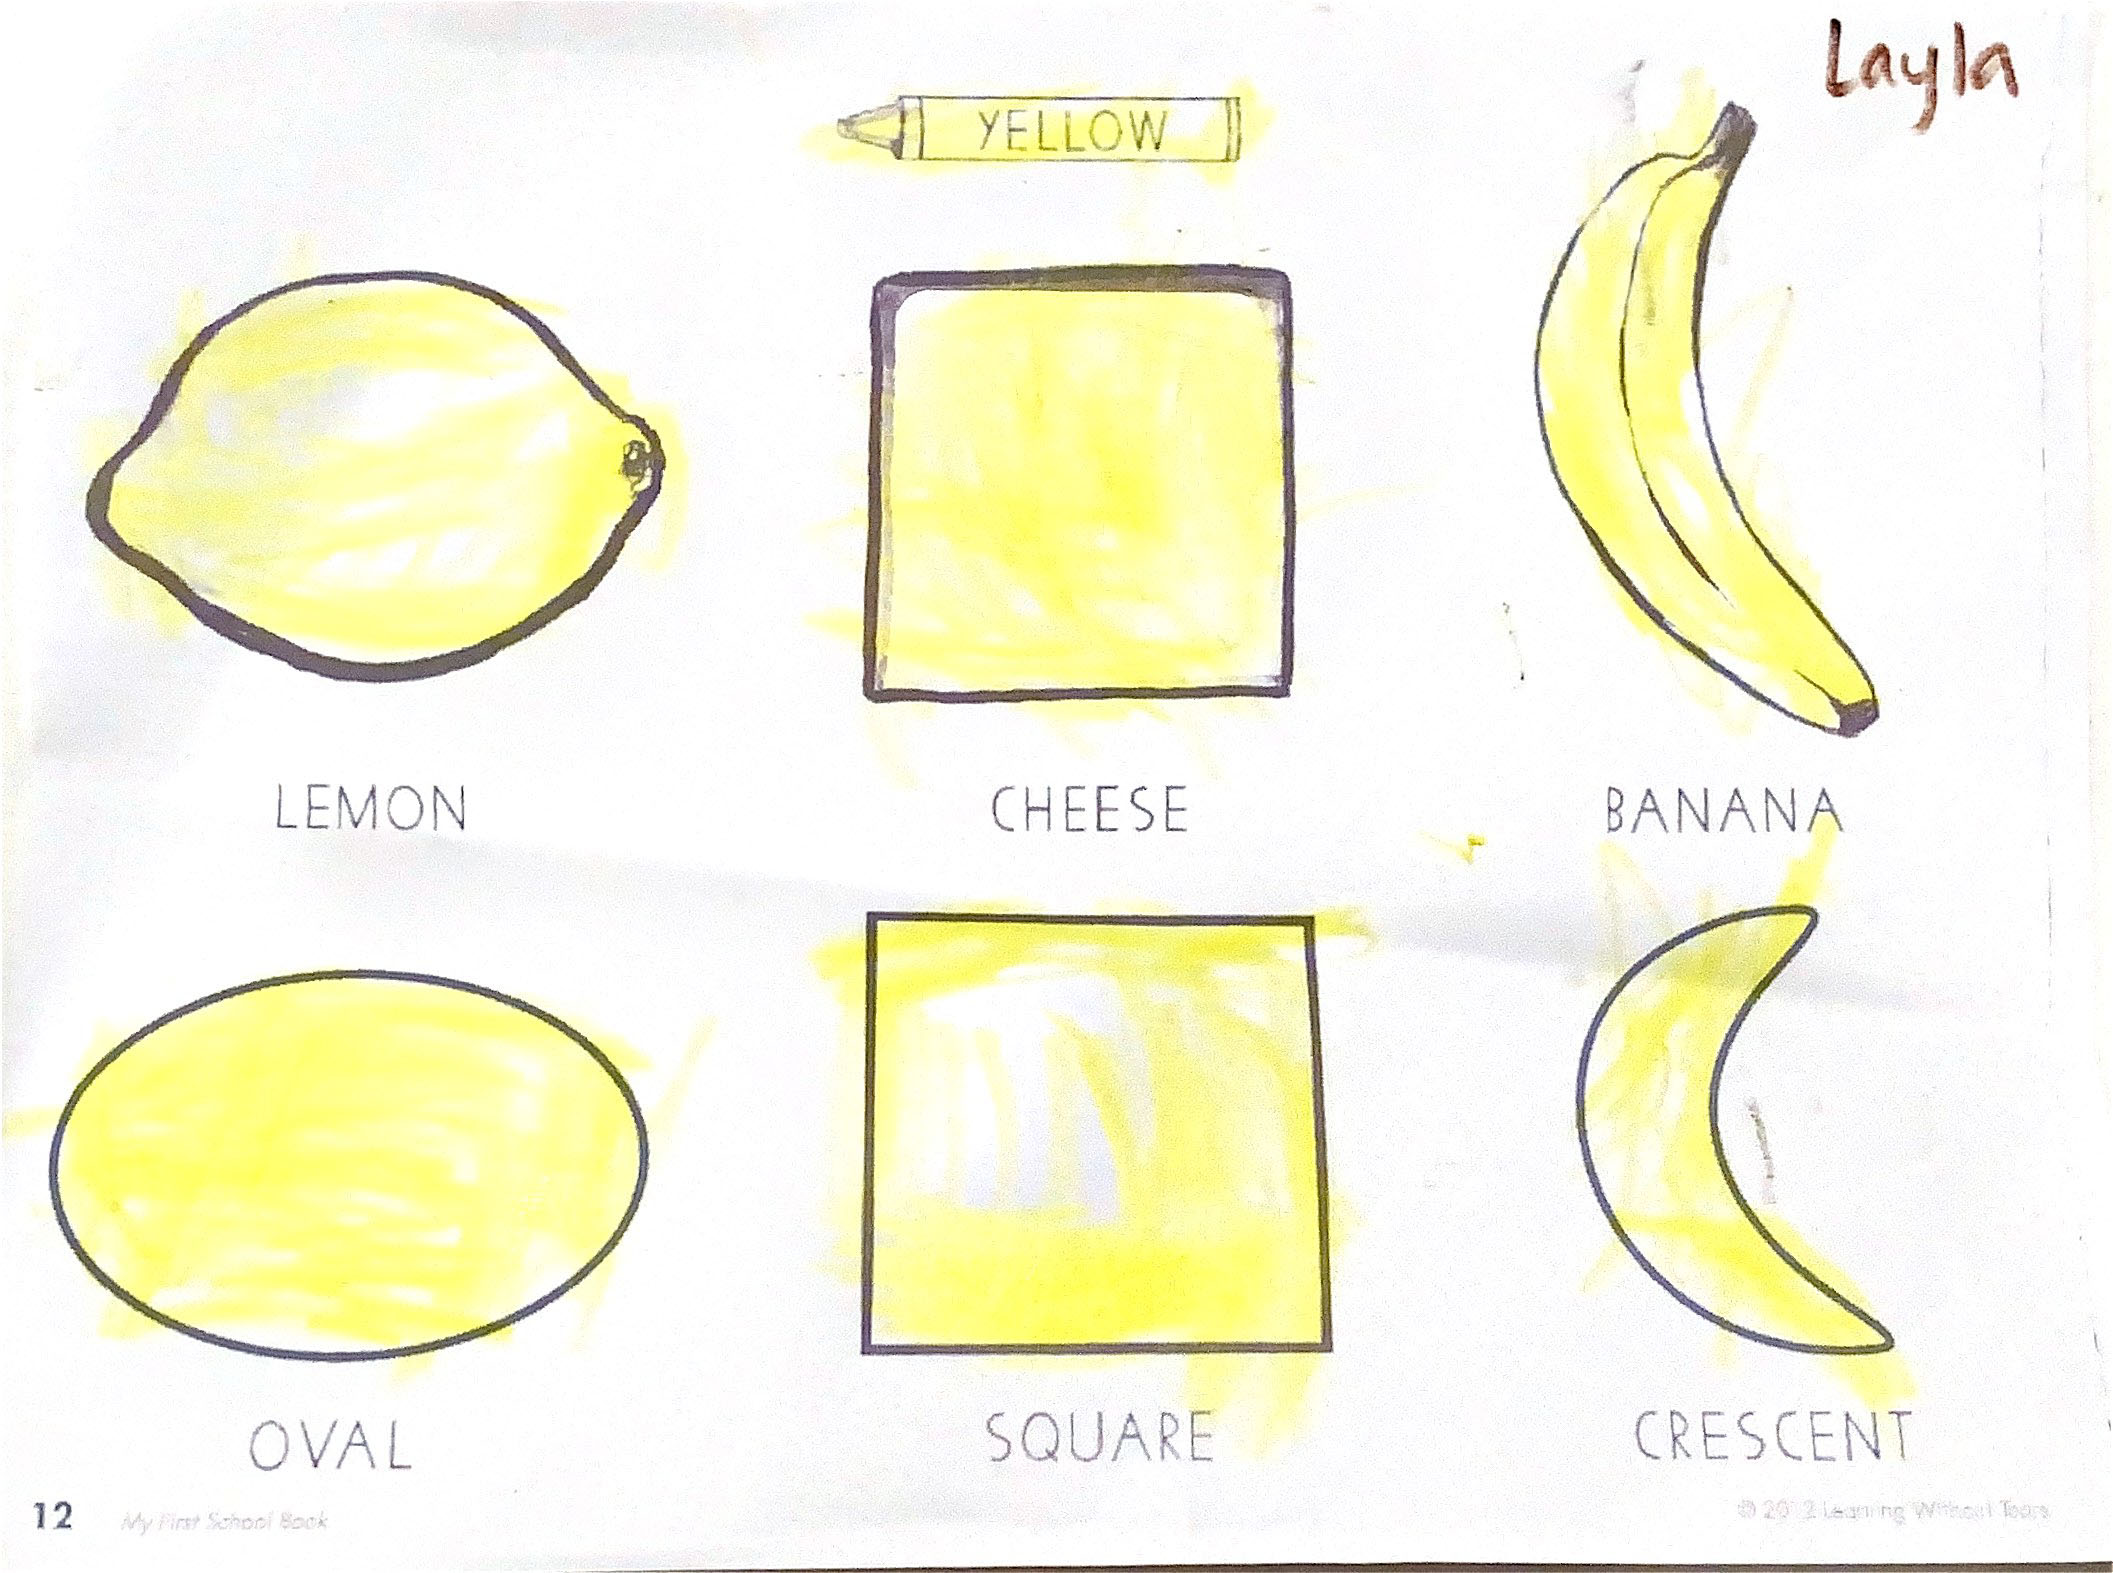 Layla
YELLOW
LEMON CHEESE BANANA
OVAL SQUARE CRESCENT
12 My First School Book © 2012 Learning Without Tears